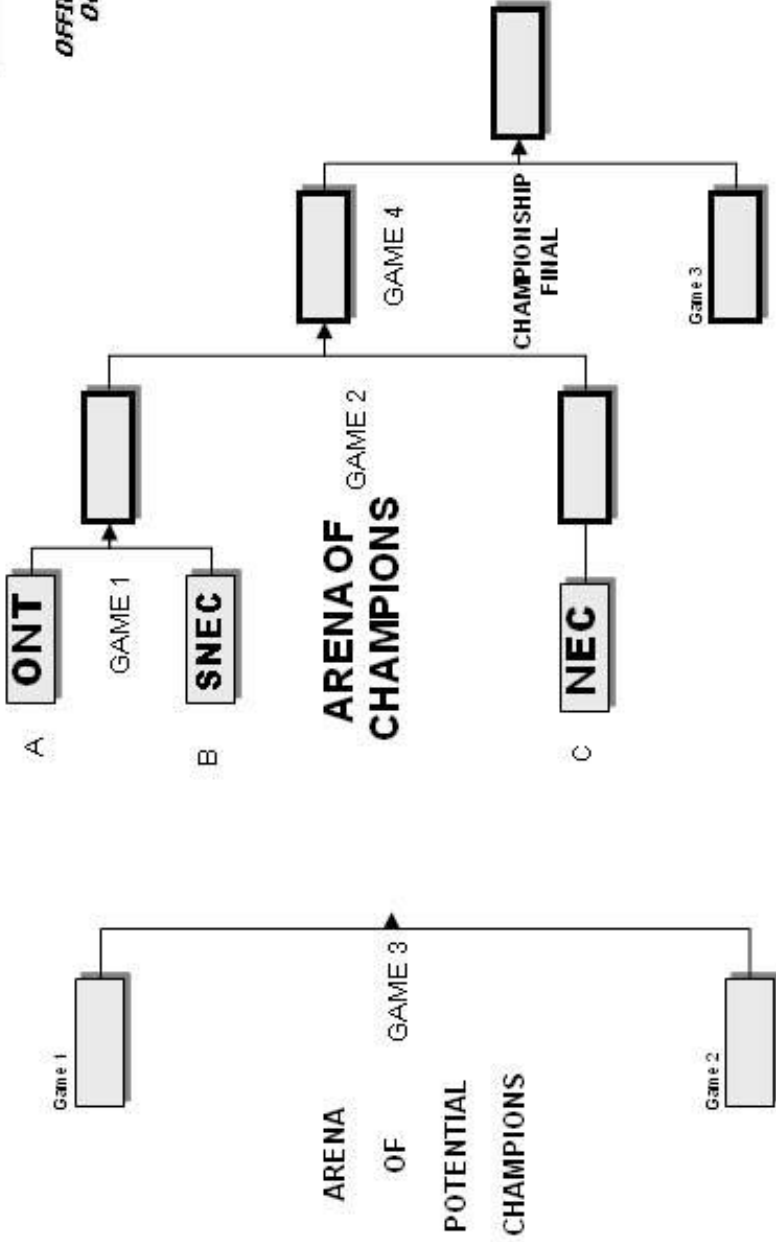 OFFI
A
ONT
GAME 1
B
SNEC
ARENA OF
CHAMPIONS
GAME 2
C
NEC
GAME 4
CHAMPIONSHIP
FINAL
Game 3
Game 1
ARENA
OF
POTENTIAL
CHAMPIONS
GAME 3
Game 2